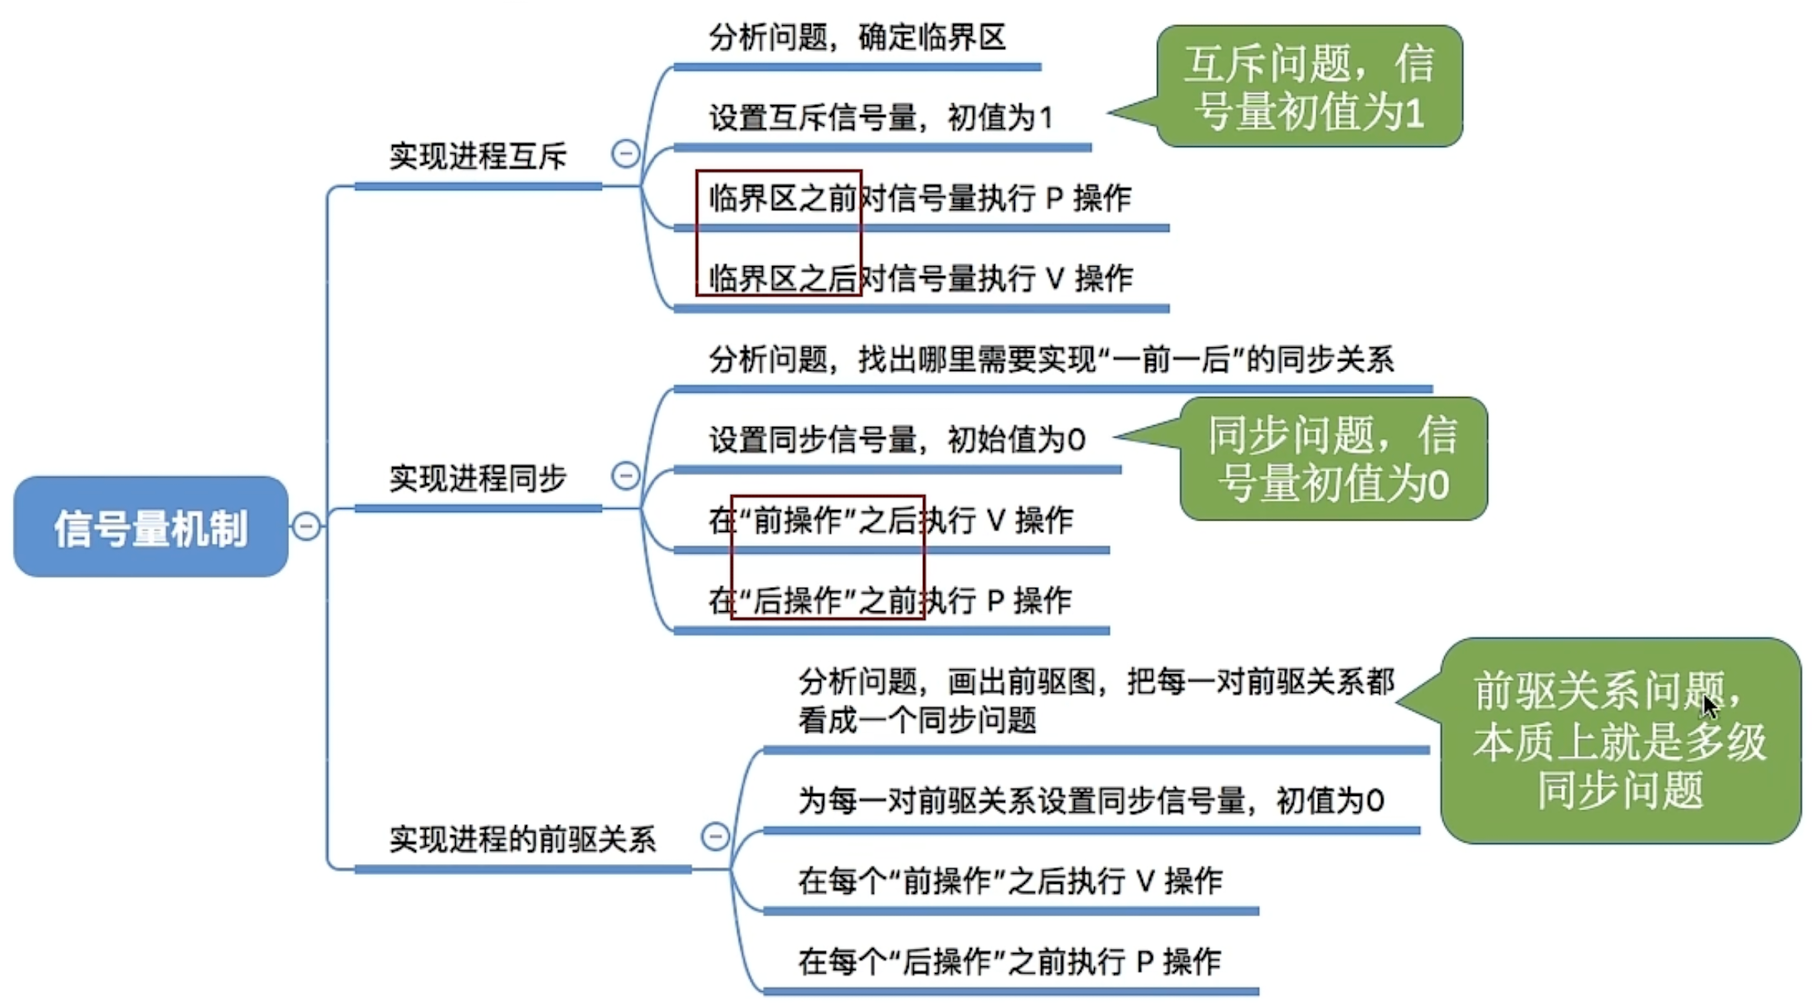 分析问题，确定临界区
互斥问题，信
号量初值为1
设置互斥信号量，初值为1
实现进程互斥
临界区之前对信号量执行 P 操作
临界区之后对信号量执行 V 操作
分析问题，找出哪里需要实现“一前一后”的同步关系
设置同步信号量，初始值为0
同步问题，信
号量初值为0
实现进程同步
信号量机制
在“前操作”之后执行 V 操作
在“后操作”之前执行 P 操作
分析问题，画出前驱图，把每一对前驱关系都
看成一个同步问题
前驱关系问题，
本质上就是多级
同步问题
为每一对前驱关系设置同步信号量，初值为0
实现进程的前驱关系
在每个“前操作”之后执行 V 操作
在每个“后操作”之前执行 P 操作